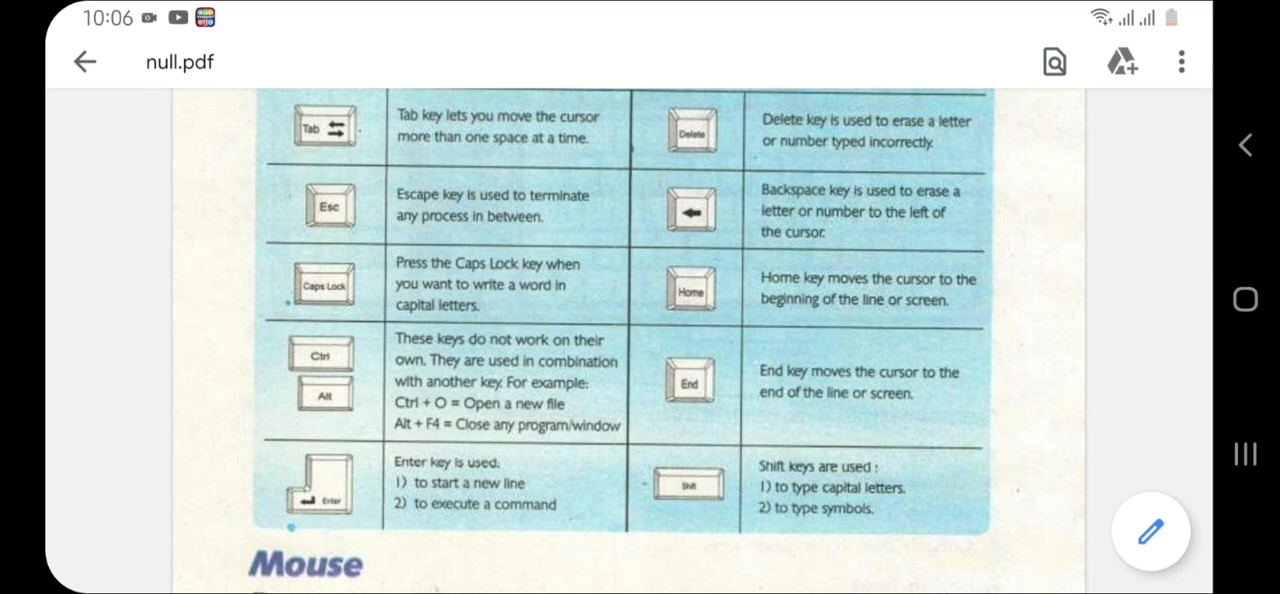 10:06
null.pdf
Tab
Tab key lets you move the cursor
more than one space at a time.
Delete
Delete key is used to erase a letter
or number typed incorrectly.
Esc
Escape key is used to terminate
any process in between.
Backspace key is used to erase a
letter or number to the left of
the cursor.
Caps Lock
Press the Caps Lock key when
you want to write a word in
capital letters.
Home
Home key moves the cursor to the
beginning of the line or screen.
Ctrl
Alt
These keys do not work on their
own. They are used in combination
with another key. For example:
Ctrl + O = Open a new file
Alt + F4 = Close any program/window
End
End key moves the cursor to the
end of the line or screen.
Enter
Enter key is used:
1) to start a new line
2) to execute a command
Shift
Shift keys are used :
1) to type capital letters.
2) to type symbols.
Mouse